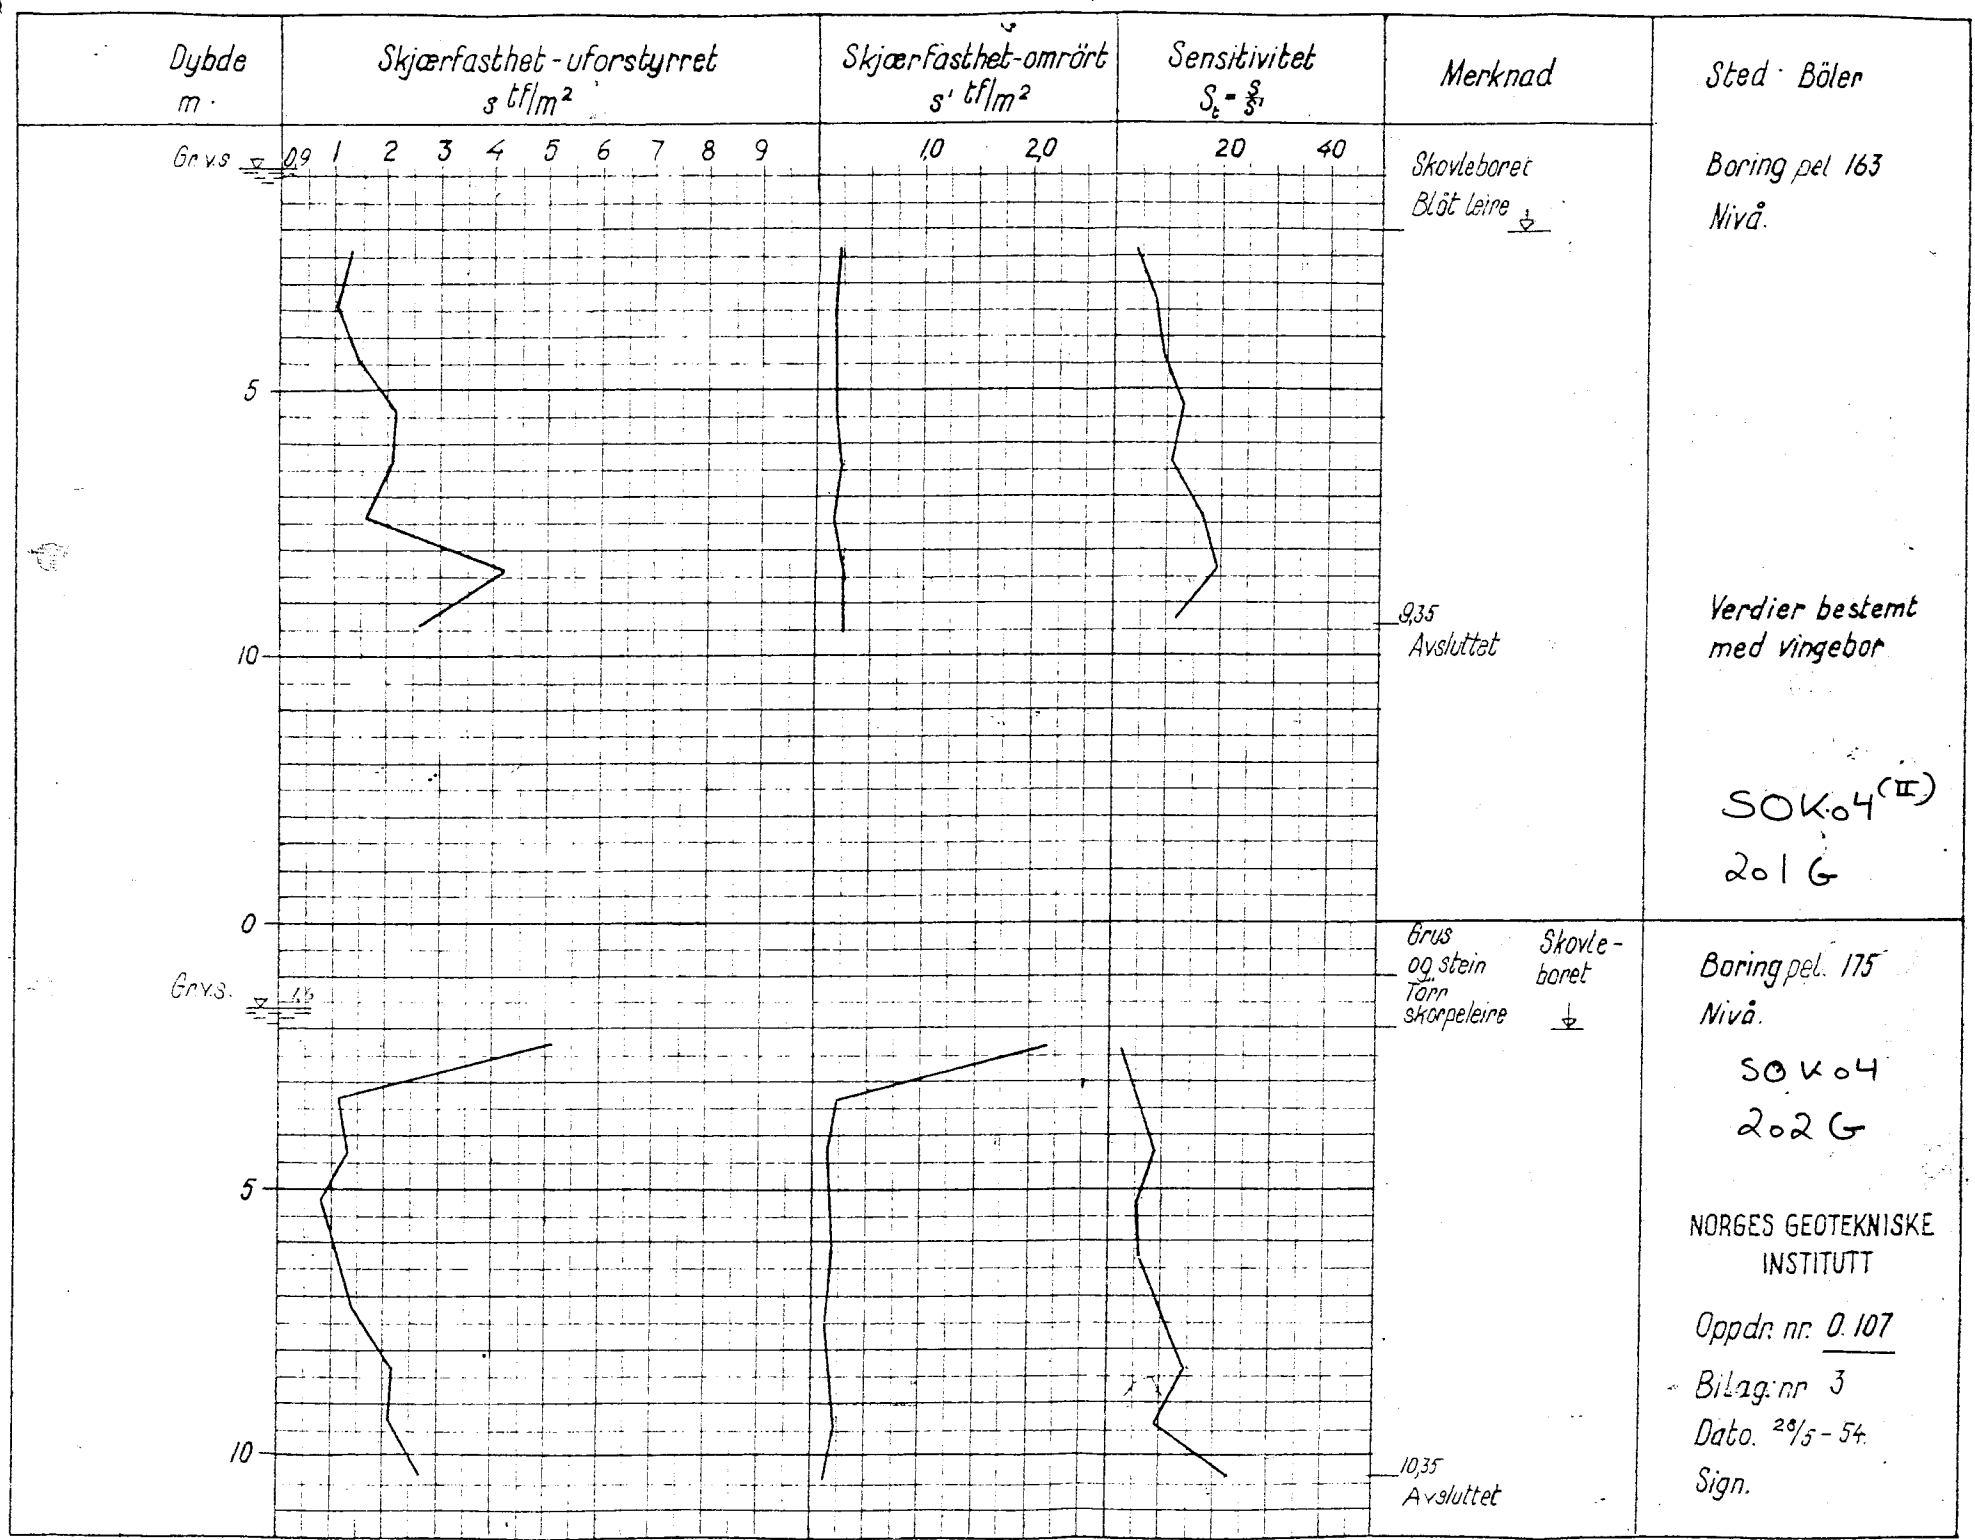 Dybde
m.
Skjærfasthet - uforstyrret
s tf/m²
Skjærfasthet-omrört
s' tf/m²
Sensitivitet
St = s/s'
Merknad
Sted Böler
Gr.v.s 0,9 1 2 3 4 5 6 7 8 9
1,0 2,0
20 40
Skovleboret
Blöt leire
Boring pel 163
Nivå.
5
10
9,35
Avsluttet
Verdier bestemt
med vingebor
SOK.04 (II)
201 G
0
Grus
og stein
Törr
skorpeleire
Skovle-
boret
Gr.v.s.
Boring pel. 175
Nivå.
SOK04
202 G
5
10
10,35
Avsluttet
NORGES GEOTEKNISKE
INSTITUTT
Oppdr. nr. O. 107
Bilag: nr 3
Dato. 28/5 - 54.
Sign.